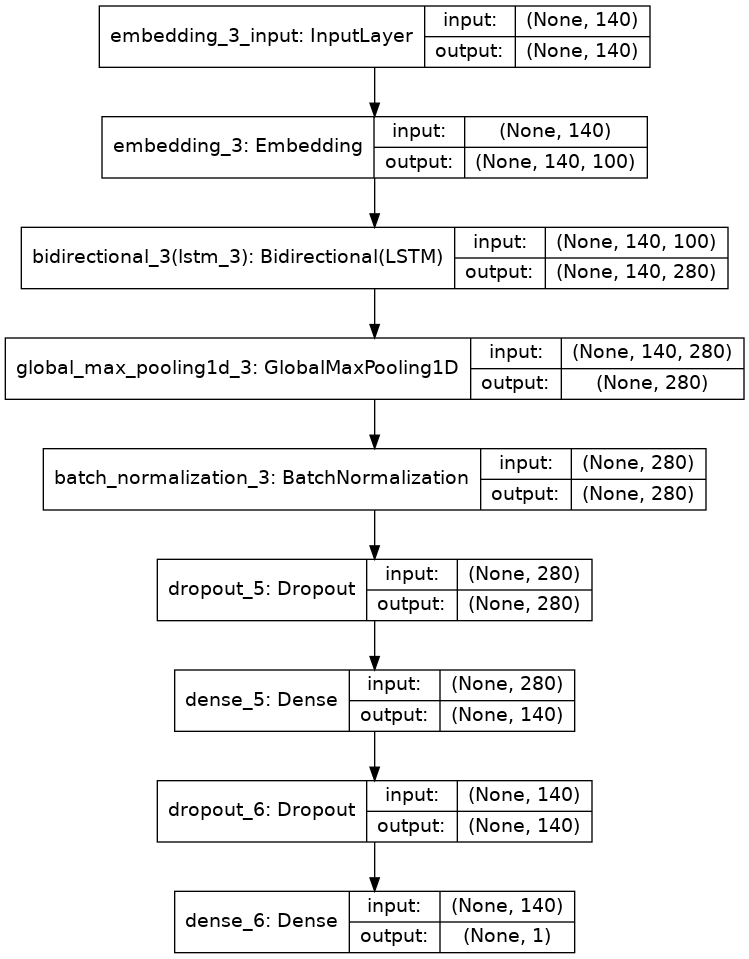 embedding_3_input: InputLayer
input: (None, 140)
output: (None, 140)
embedding_3: Embedding
input: (None, 140)
output: (None, 140, 100)
bidirectional_3(lstm_3): Bidirectional(LSTM)
input: (None, 140, 100)
output: (None, 140, 280)
global_max_pooling1d_3: GlobalMaxPooling1D
input: (None, 140, 280)
output: (None, 280)
batch_normalization_3: BatchNormalization
input: (None, 280)
output: (None, 280)
dropout_5: Dropout
input: (None, 280)
output: (None, 280)
dense_5: Dense
input: (None, 280)
output: (None, 140)
dropout_6: Dropout
input: (None, 140)
output: (None, 140)
dense_6: Dense
input: (None, 140)
output: (None, 1)